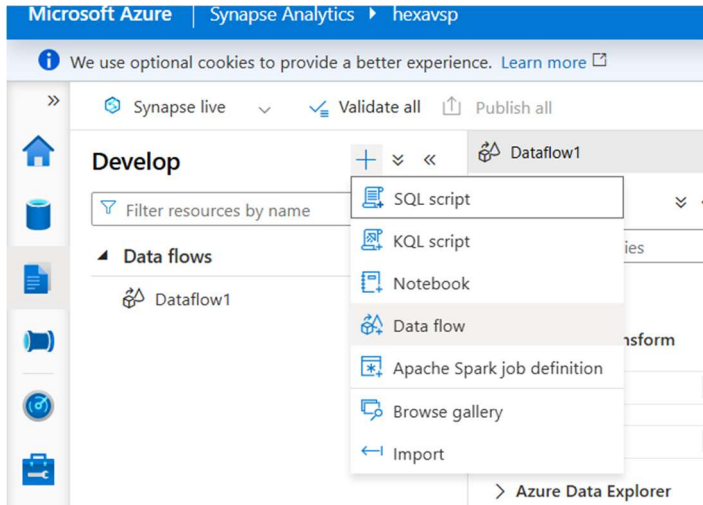 Microsoft Azure Synapse Analytics hexavsp
We use optional cookies to provide a better experience. Learn more
Synapse live Validate all Publish all
Develop
Dataflow1
Filter resources by name
SQL script
KQL script
ies
Data flows
Notebook
Dataflow1
Data flow
nsform
Apache Spark job definition
Browse gallery
Import
Azure Data Explorer